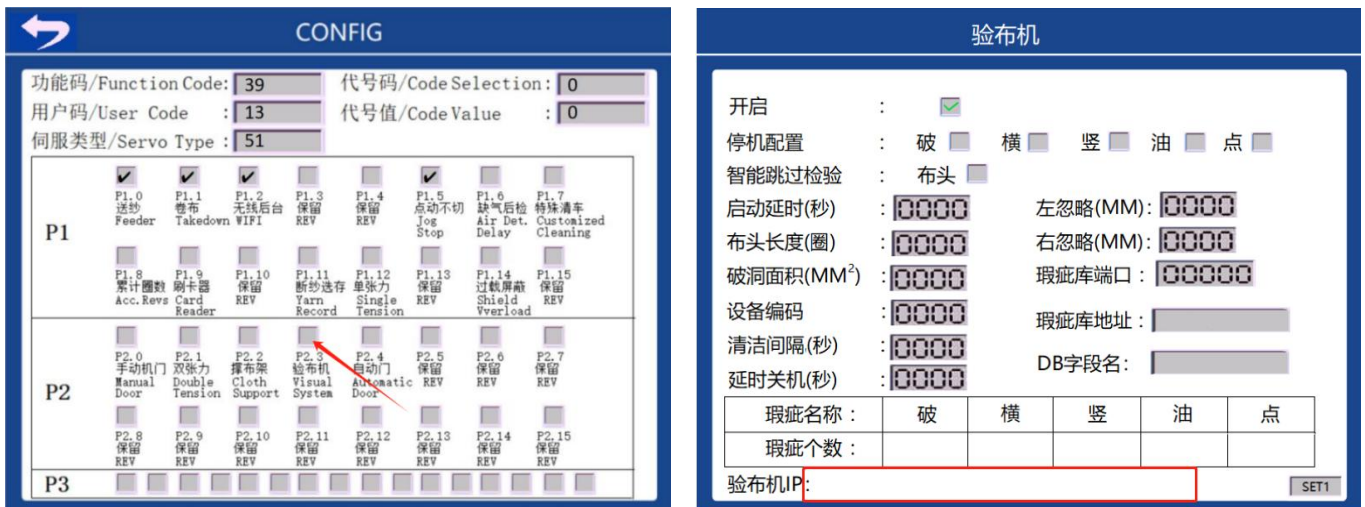 CONFIG
功能码/Function Code: 39 代号码/Code Selection: 0
用户码/User Code : 13 代号值/Code Value : 0
伺服类型/Servo Type : 51
P1
P1.0 P1.1 P1.2 P1.3 P1.4 P1.5 P1.6 P1.7
送纱 卷布 无线后台 保留 保留 点动不切 缺气后检 特殊清车
Feeder Takedown WIFI REV REV Jog Air Det. Customized
Stop Delay Cleaning
P1.8 P1.9 P1.10 P1.11 P1.12 P1.13 P1.14 P1.15
累计圈数 刷卡器 保留 断纱选存 单张力 保留 过载屏蔽 保留
Acc.Revs Card REV Yarn Single REV Shield REV
Reader Record Tension Vverload
P2
P2.0 P2.1 P2.2 P2.3 P2.4 P2.5 P2.6 P2.7
手动机门 双张力 撑布架 验布机 自动门 保留 保留 保留
Manual Double Cloth Visual Automatic REV REV REV
Door Tension Support System Door
P2.8 P2.9 P2.10 P2.11 P2.12 P2.13 P2.14 P2.15
保留 保留 保留 保留 保留 保留 保留 保留
REV REV REV REV REV REV REV REV
P3
验布机
开启 :
停机配置 : 破 横 竖 油 点
智能跳过检验 : 布头
启动延时(秒) : 0000 左忽略(MM): 0000
布头长度(圈) : 0000 右忽略(MM): 0000
破洞面积(MM²) : 0000 瑕疵库端口 : 00000
设备编码 : 0000 瑕疵库地址 :
清洁间隔(秒) : 0000 DB字段名:
延时关机(秒) : 0000
瑕疵名称 : 破 横 竖 油 点
瑕疵个数 :
验布机IP: SET1